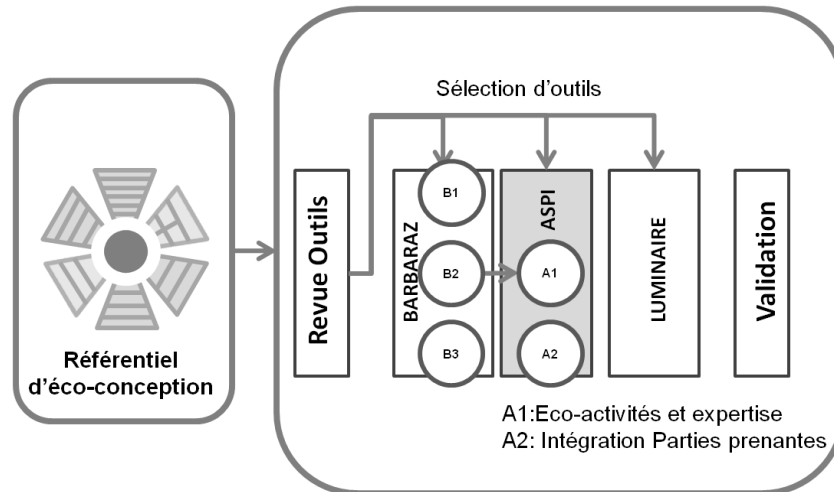 Sélection d'outils
Revue Outils
BARBARAZ
B1
B2
B3
ASPI
A1
A2
LUMINAIRE
Validation
Référentiel
d'éco-conception
A1:Eco-activités et expertise
A2: Intégration Parties prenantes